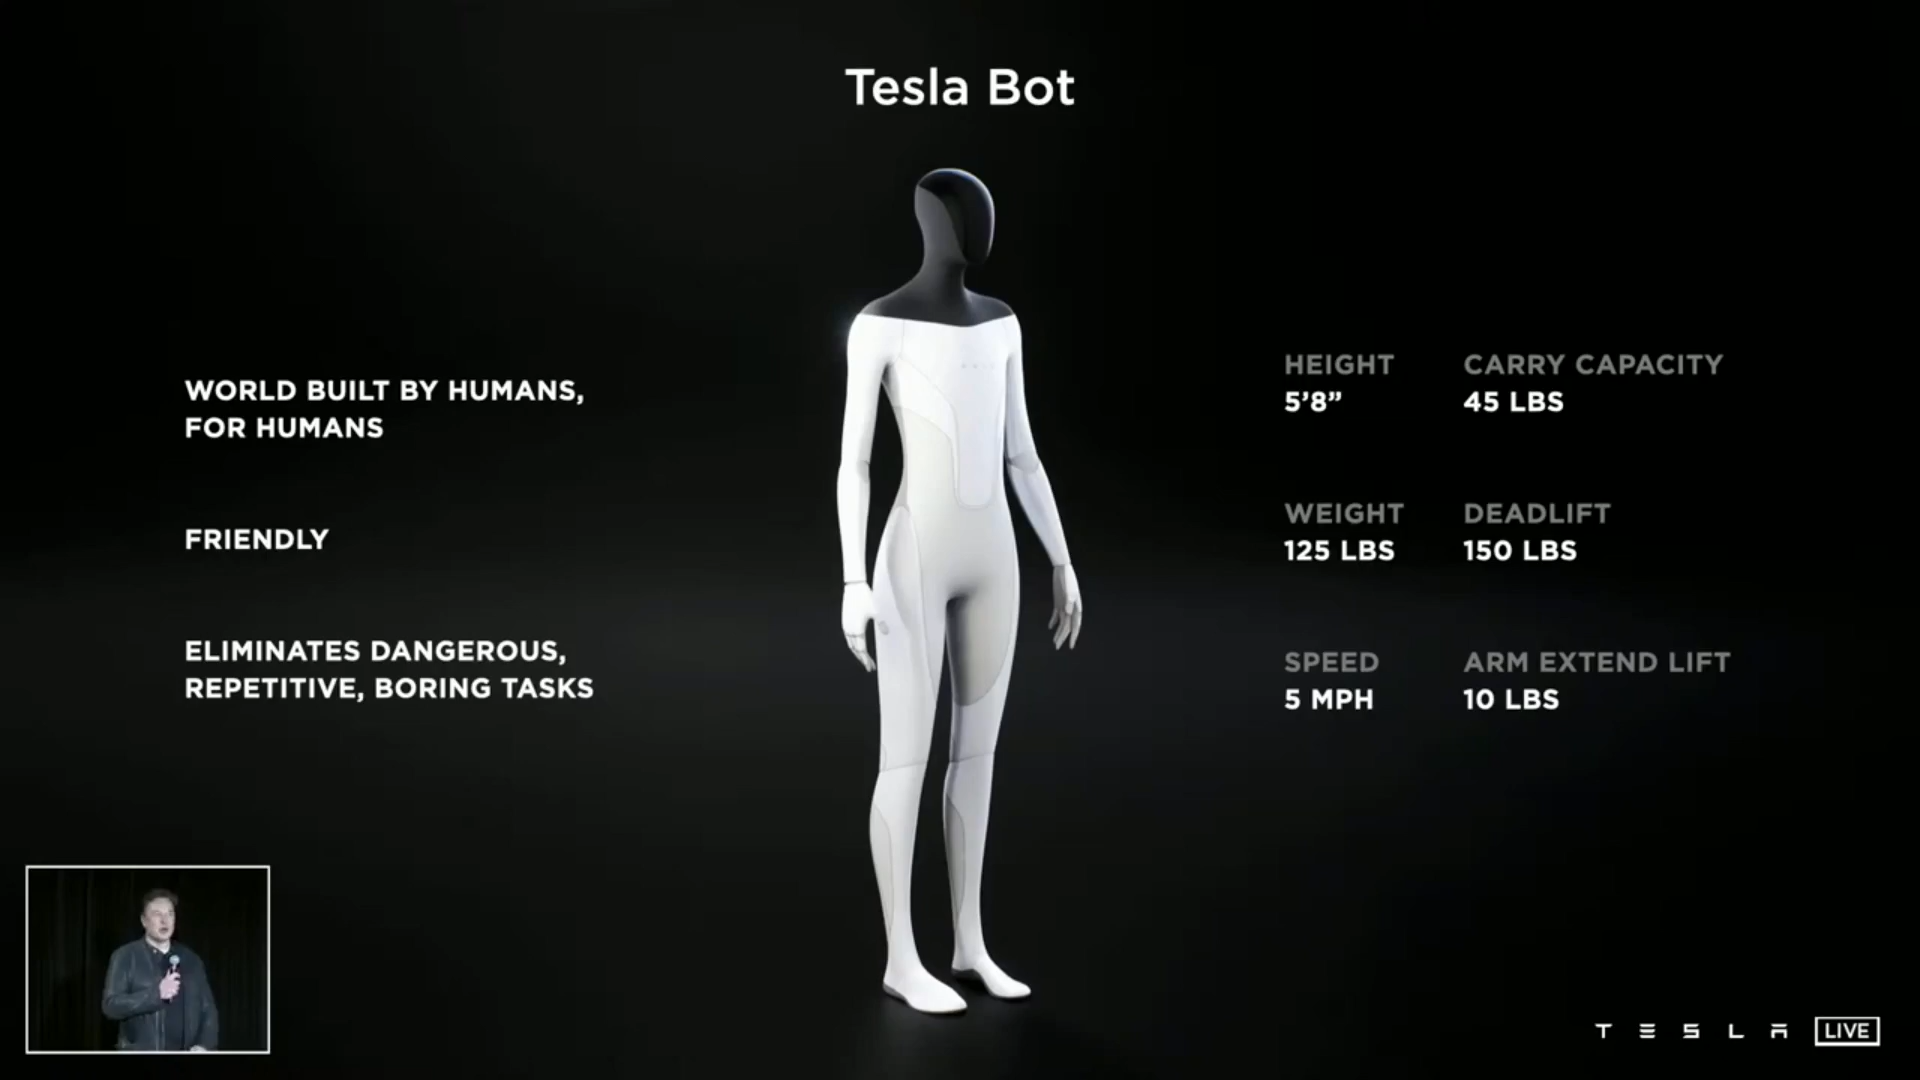 Tesla Bot
WORLD BUILT BY HUMANS,
FOR HUMANS
FRIENDLY
ELIMINATES DANGEROUS,
REPETITIVE, BORING TASKS
HEIGHT
5’8”
CARRY CAPACITY
45 LBS
WEIGHT
125 LBS
DEADLIFT
150 LBS
SPEED
5 MPH
ARM EXTEND LIFT
10 LBS
TESLA LIVE